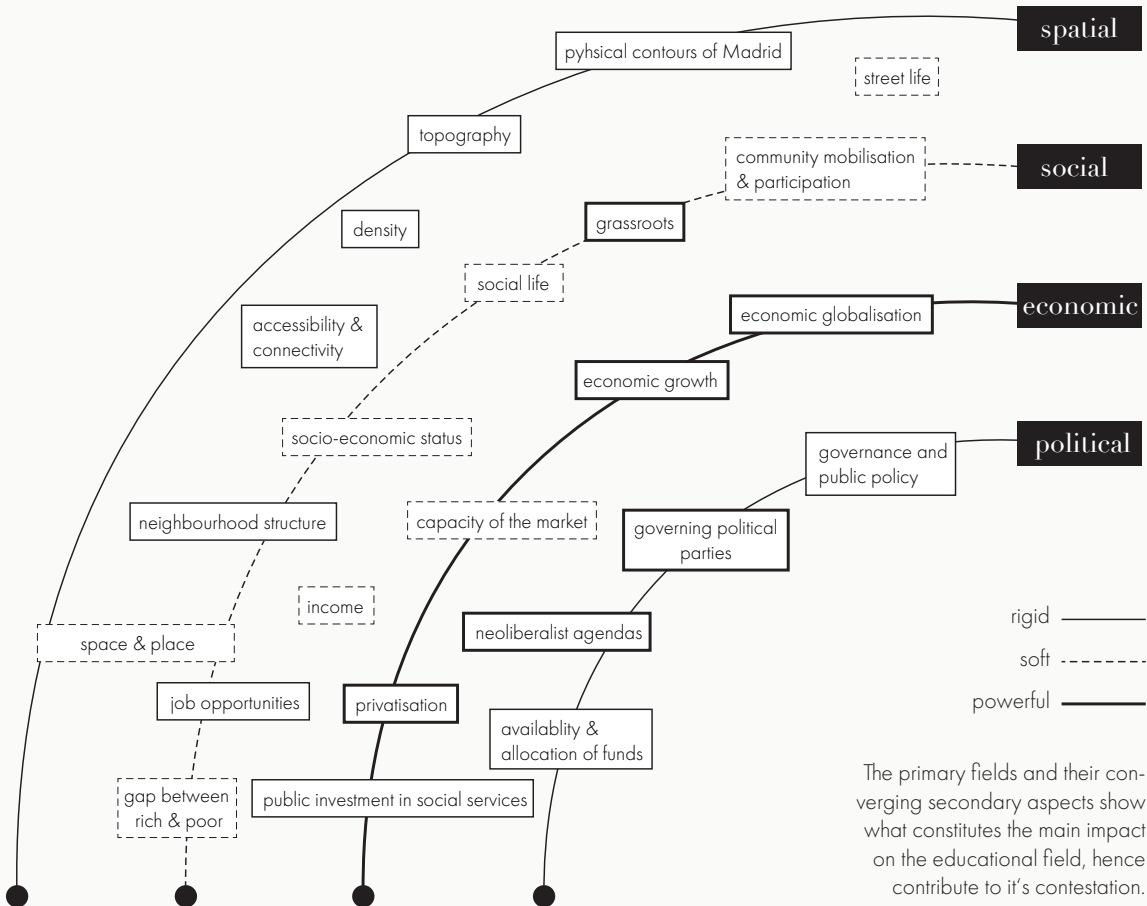 spatial
pyhsical contours of Madrid
street life
topography
community mobilisation
& participation
social
grassroots
density
social life
economic
economic globalisation
accessibility &
connectivity
economic growth
socio-economic status
political
governance and
public policy
neighbourhood structure
capacity of the market
governing political
parties
income
rigid
space & place
neoliberalist agendas
soft
job opportunities
privatisation
powerful
availablity &
allocation of funds
gap between
rich & poor
public investment in social services
The primary fields and their con-
verging secondary aspects show
what constitutes the main impact
on the educational field, hence
contribute to it's contestation.